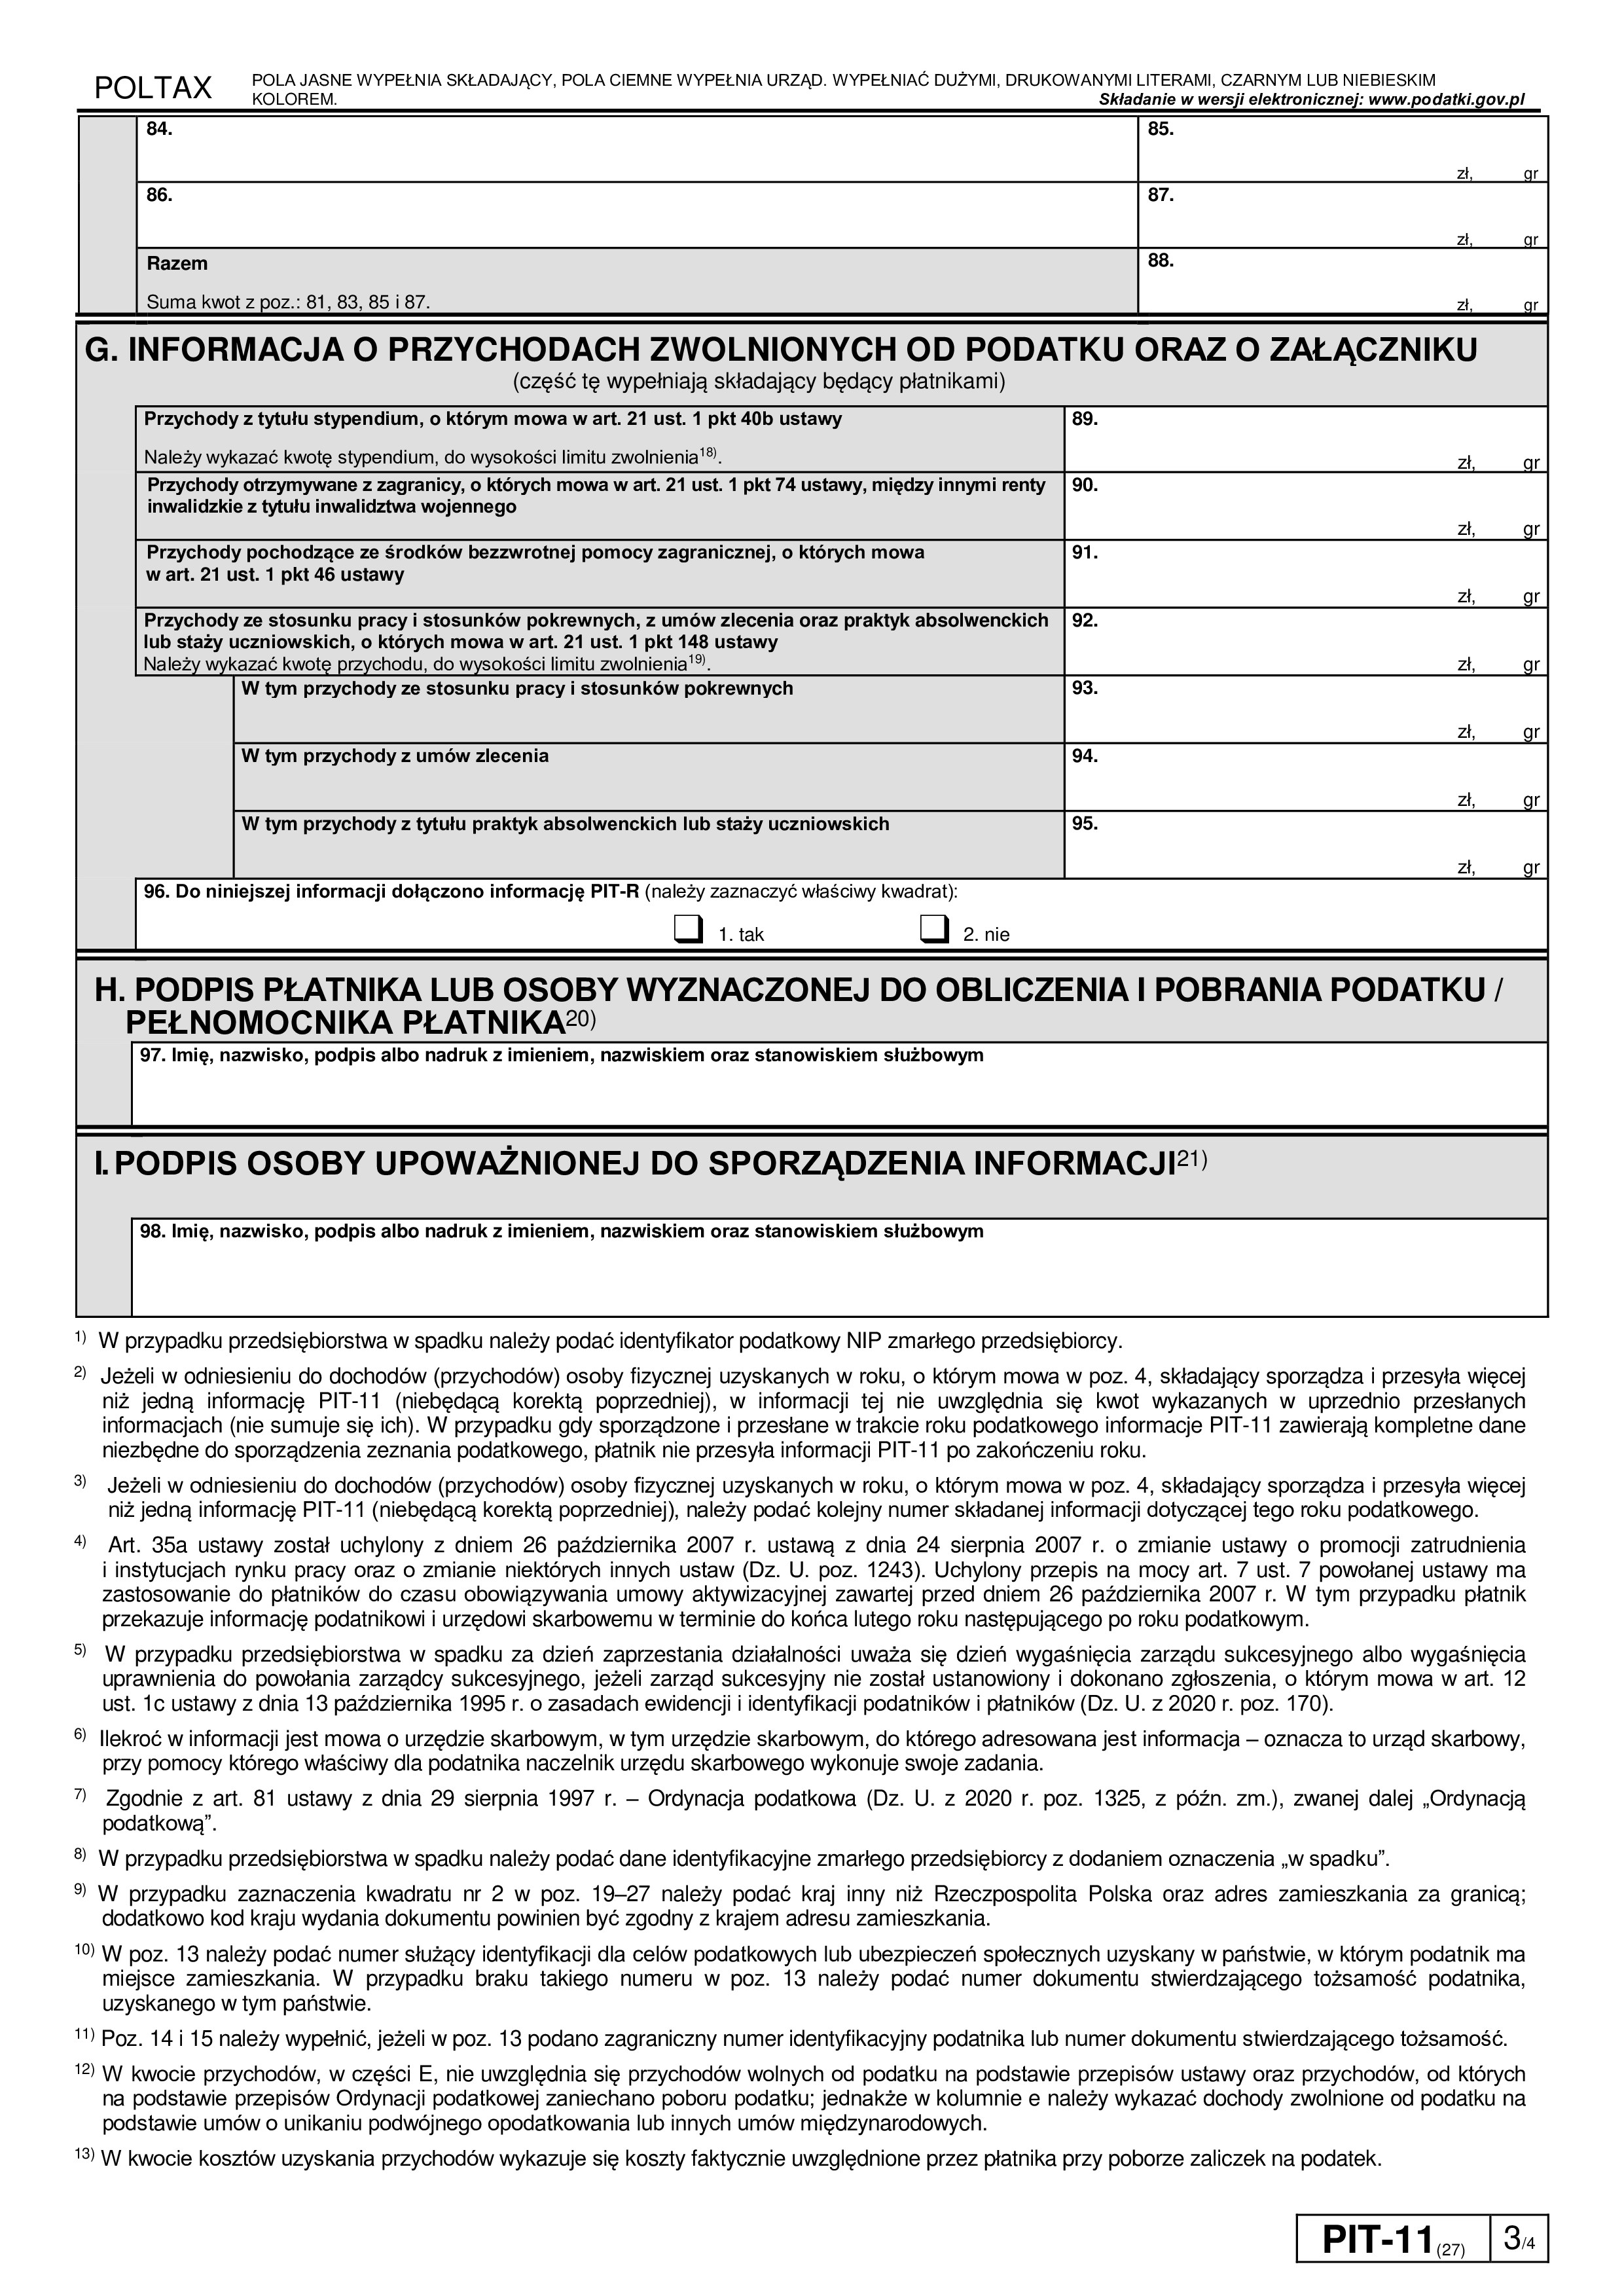 POLTAX
POLA JASNE WYPEŁNIA SKŁADAJĄCY, POLA CIEMNE WYPEŁNIA URZĄD. WYPEŁNIAĆ DUŻYMI, DRUKOWANYMI LITERAMI, CZARNYM LUB NIEBIESKIM
KOLOREM. Składanie w wersji elektronicznej: www.podatki.gov.pl
84. 85.
zł, gr
86. 87.
zł, gr
Razem 88.
Suma kwot z poz.: 81, 83, 85 i 87. zł, gr
G. INFORMACJA O PRZYCHODACH ZWOLNIONYCH OD PODATKU ORAZ O ZAŁĄCZNIKU
(część tę wypełniają składający będący płatnikami)
Przychody z tytułu stypendium, o którym mowa w art. 21 ust. 1 pkt 40b ustawy 89.
Należy wykazać kwotę stypendium, do wysokości limitu zwolnienia18). zł, gr
Przychody otrzymywane z zagranicy, o których mowa w art. 21 ust. 1 pkt 74 ustawy, między innymi renty 90.
inwalidzkie z tytułu inwalidztwa wojennego
zł, gr
Przychody pochodzące ze środków bezzwrotnej pomocy zagranicznej, o których mowa 91.
w art. 21 ust. 1 pkt 46 ustawy
zł, gr
Przychody ze stosunku pracy i stosunków pokrewnych, z umów zlecenia oraz praktyk absolwenckich 92.
lub staży uczniowskich, o których mowa w art. 21 ust. 1 pkt 148 ustawy
Należy wykazać kwotę przychodu, do wysokości limitu zwolnienia19). zł, gr
W tym przychody ze stosunku pracy i stosunków pokrewnych 93.
zł, gr
W tym przychody z umów zlecenia 94.
zł, gr
W tym przychody z tytułu praktyk absolwenckich lub staży uczniowskich 95.
zł, gr
96. Do niniejszej informacji dołączono informację PIT-R (należy zaznaczyć właściwy kwadrat):
1. tak 2. nie
H. PODPIS PŁATNIKA LUB OSOBY WYZNACZONEJ DO OBLICZENIA I POBRANIA PODATKU /
PEŁNOMOCNIKA PŁATNIKA20)
97. Imię, nazwisko, podpis albo nadruk z imieniem, nazwiskiem oraz stanowiskiem służbowym
I. PODPIS OSOBY UPOWAŻNIONEJ DO SPORZĄDZENIA INFORMACJI21)
98. Imię, nazwisko, podpis albo nadruk z imieniem, nazwiskiem oraz stanowiskiem służbowym
1) W przypadku przedsiębiorstwa w spadku należy podać identyfikator podatkowy NIP zmarłego przedsiębiorcy.
2) Jeżeli w odniesieniu do dochodów (przychodów) osoby fizycznej uzyskanych w roku, o którym mowa w poz. 4, składający sporządza i przesyła więcej
niż jedną informację PIT-11 (niebędącą korektą poprzedniej), w informacji tej nie uwzględnia się kwot wykazanych w uprzednio przesłanych
informacjach (nie sumuje się ich). W przypadku gdy sporządzone i przesłane w trakcie roku podatkowego informacje PIT-11 zawierają kompletne dane
niezbędne do sporządzenia zeznania podatkowego, płatnik nie przesyła informacji PIT-11 po zakończeniu roku.
3) Jeżeli w odniesieniu do dochodów (przychodów) osoby fizycznej uzyskanych w roku, o którym mowa w poz. 4, składający sporządza i przesyła więcej
niż jedną informację PIT-11 (niebędącą korektą poprzedniej), należy podać kolejny numer składanej informacji dotyczącej tego roku podatkowego.
4) Art. 35a ustawy został uchylony z dniem 26 października 2007 r. ustawą z dnia 24 sierpnia 2007 r. o zmianie ustawy o promocji zatrudnienia
i instytucjach rynku pracy oraz o zmianie niektórych innych ustaw (Dz. U. poz. 1243). Uchylony przepis na mocy art. 7 ust. 7 powołanej ustawy ma
zastosowanie do płatników do czasu obowiązywania umowy aktywizacyjnej zawartej przed dniem 26 października 2007 r. W tym przypadku płatnik
przekazuje informację podatnikowi i urzędowi skarbowemu w terminie do końca lutego roku następującego po roku podatkowym.
5) W przypadku przedsiębiorstwa w spadku za dzień zaprzestania działalności uważa się dzień wygaśnięcia zarządu sukcesyjnego albo wygaśnięcia
uprawnienia do powołania zarządcy sukcesyjnego, jeżeli zarząd sukcesyjny nie został ustanowiony i dokonano zgłoszenia, o którym mowa w art. 12
ust. 1c ustawy z dnia 13 października 1995 r. o zasadach ewidencji i identyfikacji podatników i płatników (Dz. U. z 2020 r. poz. 170).
6) Ilekroć w informacji jest mowa o urzędzie skarbowym, w tym urzędzie skarbowym, do którego adresowana jest informacja – oznacza to urząd skarbowy,
przy pomocy którego właściwy dla podatnika naczelnik urzędu skarbowego wykonuje swoje zadania.
7) Zgodnie z art. 81 ustawy z dnia 29 sierpnia 1997 r. – Ordynacja podatkowa (Dz. U. z 2020 r. poz. 1325, z późn. zm.), zwanej dalej „Ordynacją
podatkową”.
8) W przypadku przedsiębiorstwa w spadku należy podać dane identyfikacyjne zmarłego przedsiębiorcy z dodaniem oznaczenia „w spadku”.
9) W przypadku zaznaczenia kwadratu nr 2 w poz. 19–27 należy podać kraj inny niż Rzeczpospolita Polska oraz adres zamieszkania za granicą;
dodatkowo kod kraju wydania dokumentu powinien być zgodny z krajem adresu zamieszkania.
10) W poz. 13 należy podać numer służący identyfikacji dla celów podatkowych lub ubezpieczeń społecznych uzyskany w państwie, w którym podatnik ma
miejsce zamieszkania. W przypadku braku takiego numeru w poz. 13 należy podać numer dokumentu stwierdzającego tożsamość podatnika,
uzyskanego w tym państwie.
11) Poz. 14 i 15 należy wypełnić, jeżeli w poz. 13 podano zagraniczny numer identyfikacyjny podatnika lub numer dokumentu stwierdzającego tożsamość.
12) W kwocie przychodów, w części E, nie uwzględnia się przychodów wolnych od podatku na podstawie przepisów ustawy oraz przychodów, od których
na podstawie przepisów Ordynacji podatkowej zaniechano poboru podatku; jednakże w kolumnie e należy wykazać dochody zwolnione od podatku na
podstawie umów o unikaniu podwójnego opodatkowania lub innych umów międzynarodowych.
13) W kwocie kosztów uzyskania przychodów wykazuje się koszty faktycznie uwzględnione przez płatnika przy poborze zaliczek na podatek.
PIT-11(27) 3/4